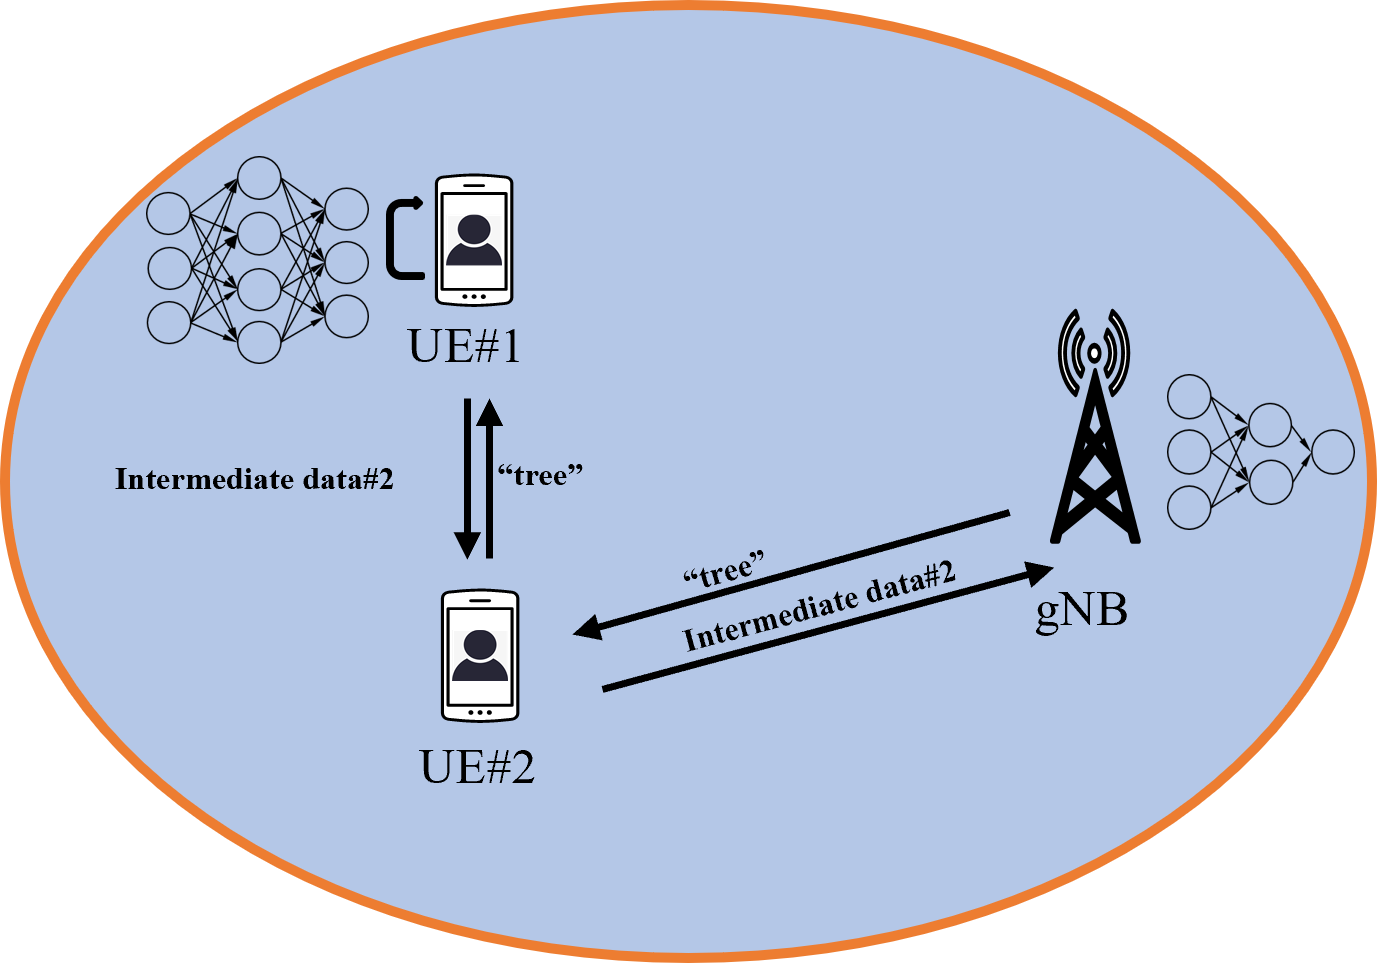 UE#1
Intermediate data#2
“tree”
“tree”
Intermediate data#2
gNB
UE#2